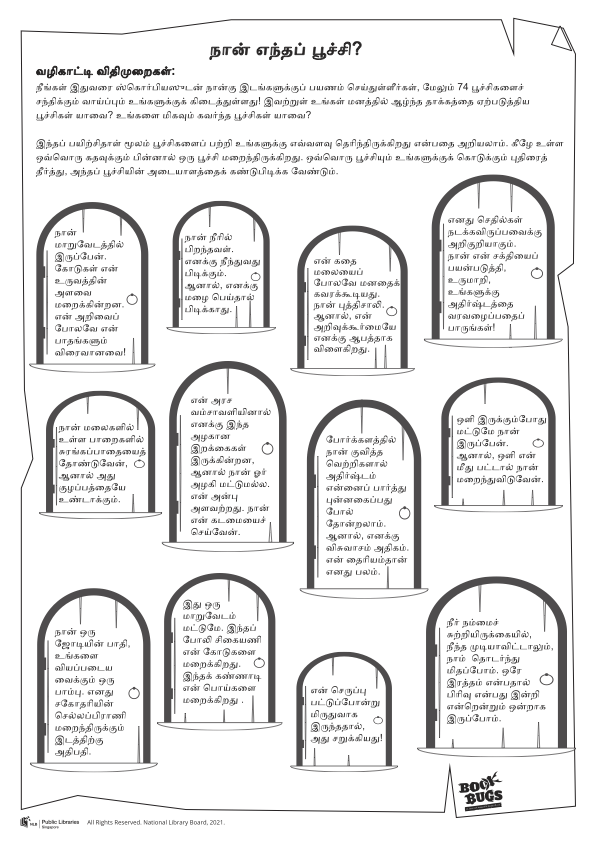 நான் எந்தப் பூச்சி?
வழிகாட்டி விதிமுறைகள்:
நீங்கள் இதுவரை ஸ்கொர்பியஸுடன் நான்கு இடங்களுக்குப் பயணம் செய்துள்ளீர்கள், மேலும் 74 பூச்சிகளைச்
சந்திக்கும் வாய்ப்பும் உங்களுக்குக் கிடைத்துள்ளது! இவற்றுள் உங்கள் மனத்தில் ஆழ்ந்த தாக்கத்தை ஏற்படுத்திய
பூச்சிகள் யாவை? உங்களை மிகவும் கவர்ந்த பூச்சிகள் யாவை?
இந்தப் பயிற்சிதாள் மூலம் பூச்சிகளைப் பற்றி உங்களுக்கு எவ்வளவு தெரிந்திருக்கிறது என்பதை அறியலாம். கீழே உள்ள
ஒவ்வொரு கதவுக்கும் பின்னால் ஒரு பூச்சி மறைந்திருக்கிறது. ஒவ்வொரு பூச்சியும் உங்களுக்குக் கொடுக்கும் புதிரைத்
தீர்த்து, அந்தப் பூச்சியின் அடையாளத்தைக் கண்டுபிடிக்க வேண்டும்.
நான்
மாறுவேடத்தில்
இருப்பேன்.
கோடுகள் என்
உருவத்தின்
அளவை
மறைக்கின்றன.
என் அறிவைப்
போலவே என்
பாதங்களும்
விரைவானவை!
நான் நீரில்
பிறந்தவள்.
எனக்கு நீந்துவது
பிடிக்கும்.
ஆனால், எனக்கு
மழை பெய்தால்
பிடிக்காது.
என் கதை
மலையைப்
போலவே மனதைக்
கவரக்கூடியது.
நான் புத்திசாலி.
ஆனால், என்
அறிவுக்கூர்மையே
எனக்கு ஆபத்தாக
விளைகிறது.
எனது செதில்கள்
நடக்கவிருப்பவைக்கு
அறிகுறியாகும்.
நான் என் சக்தியைப்
பயன்படுத்தி,
உருமாறி,
உங்களுக்கு
அதிர்ஷ்டத்தை
வரவழைப்பதைப்
பாருங்கள்!
நான் மலைகளில்
உள்ள பாறைகளில்
சுரங்கப்பாதையைத்
தோண்டுவேன்,
ஆனால் அது
குழப்பத்தையே
உண்டாக்கும்.
என் அரச
வம்சாவளியினால்
எனக்கு இந்த
அழகான
இறக்கைகள்
இருக்கின்றன,
ஆனால் நான் ஓர்
அழகி மட்டுமல்ல.
என் அன்பு
அளவற்றது. நான்
என் கடமையைச்
செய்வேன்.
போர்க்களத்தில்
நான் குவித்த
வெற்றிகளால்
அதிர்ஷ்டம்
என்னைப் பார்த்து
புன்னகைப்பது
போல்
தோன்றலாம்.
ஆனால், எனக்கு
விசுவாசம் அதிகம்.
என் தைரியம்தான்
எனது பலம்.
ஒளி இருக்கும்போது
மட்டுமே நான்
இருப்பேன்.
ஆனால், ஒளி என்
மீது பட்டால் நான்
மறைந்துவிடுவேன்.
நான் ஒரு
ஜோடியின் பாதி,
உங்களை
வியப்படைய
வைக்கும் ஒரு
பாம்பு. எனது
சகோதரியின்
செல்லப்பிராணி
மறைந்திருக்கும்
இடத்திற்கு
அதிபதி.
இது ஒரு
மாறுவேடம்
மட்டுமே. இந்தப்
போலி சிகையணி
என் கோடுகளை
மறைக்கிறது.
இந்தக் கண்ணாடி
என் பொய்களை
மறைக்கிறது .
என் செருப்பு
பட்டுப்போன்று
மிருதுவாக
இருந்ததால்,
அது சறுக்கியது!
நீர் நம்மைச்
சுற்றியிருக்கையில்,
நீந்த முடியாவிட்டாலும்,
நாம் தொடர்ந்து
மிதப்போம். ஒரே
இரத்தம் என்பதால்
பிரிவு என்பது இன்றி
என்றென்றும் ஒன்றாக
இருப்போம்.
BOOK
BUGS
NLB Public Libraries
Singapore
All Rights Reserved. National Library Board, 2021.